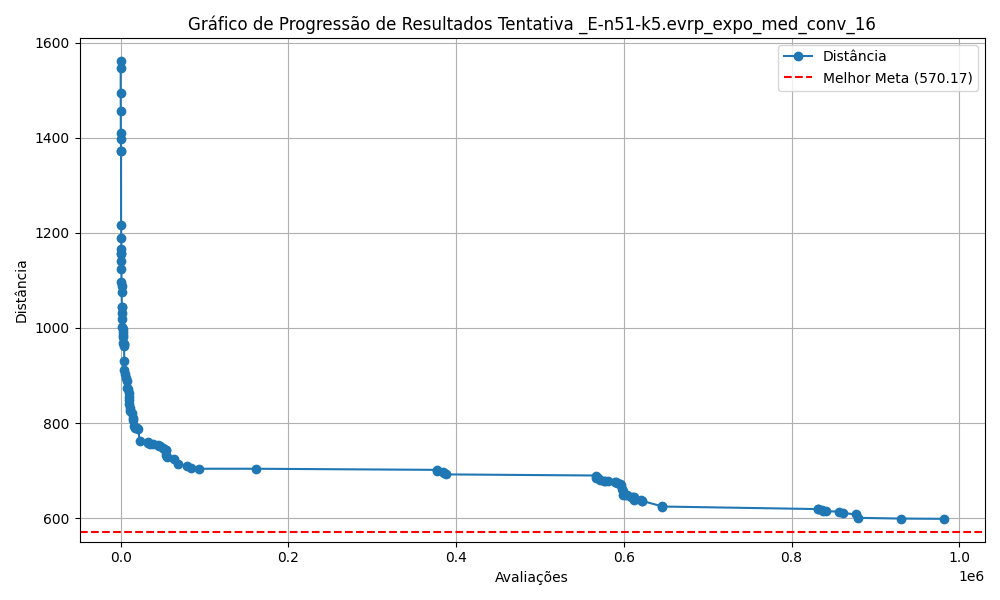 Gráfico de Progressão de Resultados Tentativa _E-n51-k5.evrp_expo_med_conv_16
Distância
Melhor Meta (570.17)
1600
1400
1200
1000
800
600
Distância
0.0
0.2
0.4
0.6
0.8
1.0
1e6
Avaliações